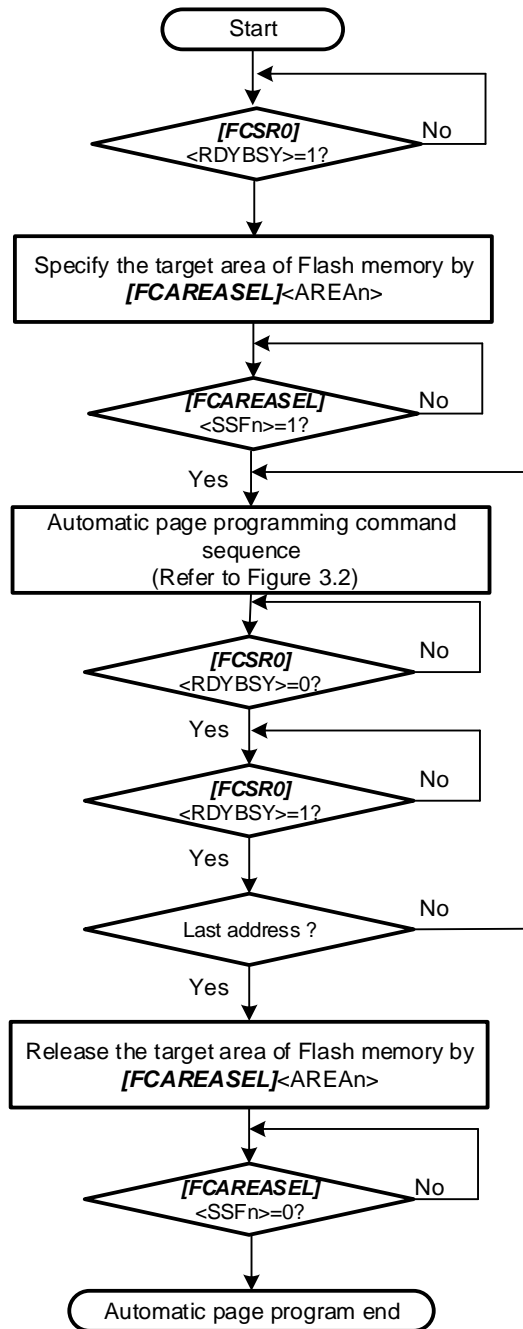 Start
[FCSR0]
<RDYBSY>=1?
No
Specify the target area of Flash memory by
[FCAREASEL]<AREAn>
[FCAREASEL]
<SSFn>=1?
No
Yes
Automatic page programming command
sequence
(Refer to Figure 3.2)
[FCSR0]
<RDYBSY>=0?
No
Yes
[FCSR0]
<RDYBSY>=1?
No
Yes
Last address ?
No
Yes
Release the target area of Flash memory by
[FCAREASEL]<AREAn>
[FCAREASEL]
<SSFn>=0?
No
Automatic page program end